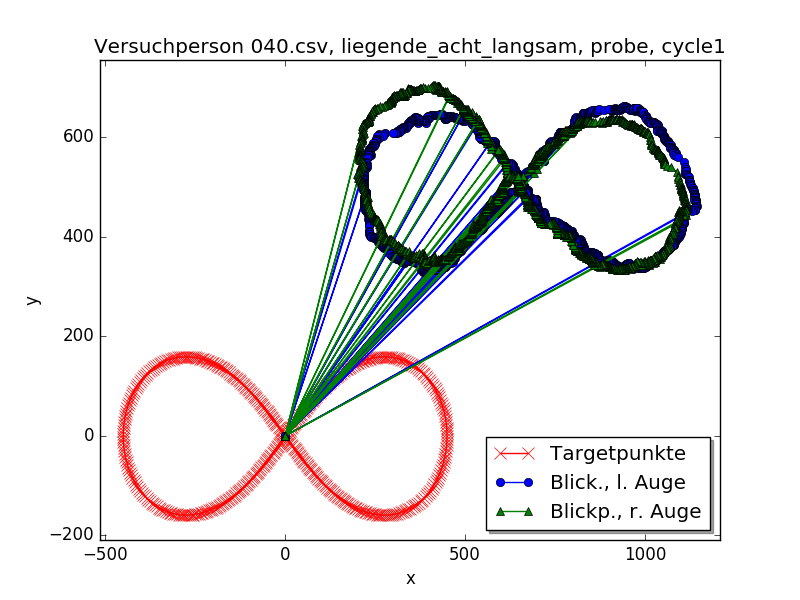 Versuchperson 040.csv, liegende_acht_langsam, probe, cycle1
600
400
200
0
−200
y
−500
0
500
1000
x
Targetpunkte
Blick., l. Auge
Blickp., r. Auge